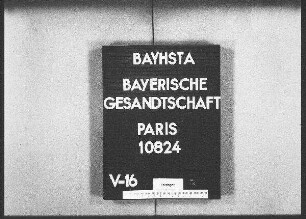 BAYHSTA
BAYERISCHE
GESANDTSCHAFT
PARIS
10824
V-16